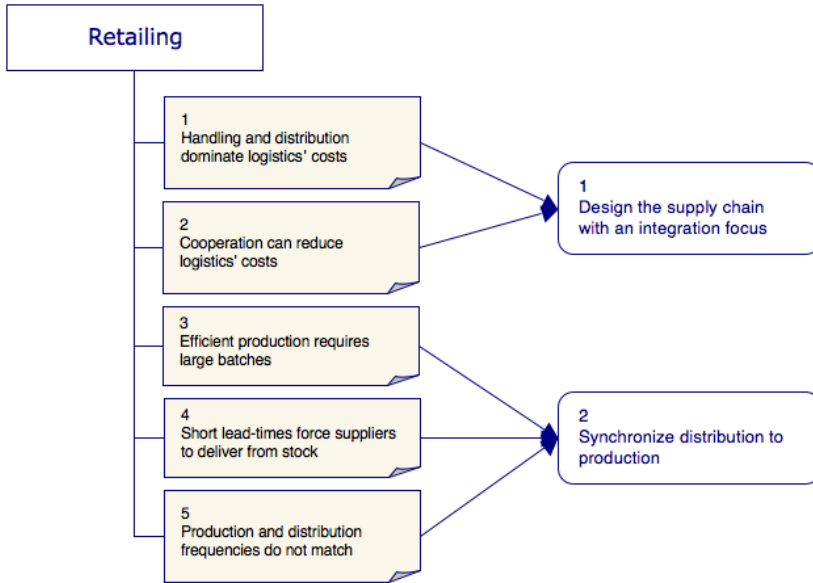 Retailing
1
Handling and distribution
dominate logistics' costs
2
Cooperation can reduce
logistics' costs
3
Efficient production requires
large batches
4
Short lead-times force suppliers
to deliver from stock
5
Production and distribution
frequencies do not match
1
Design the supply chain
with an integration focus
2
Synchronize distribution to
production